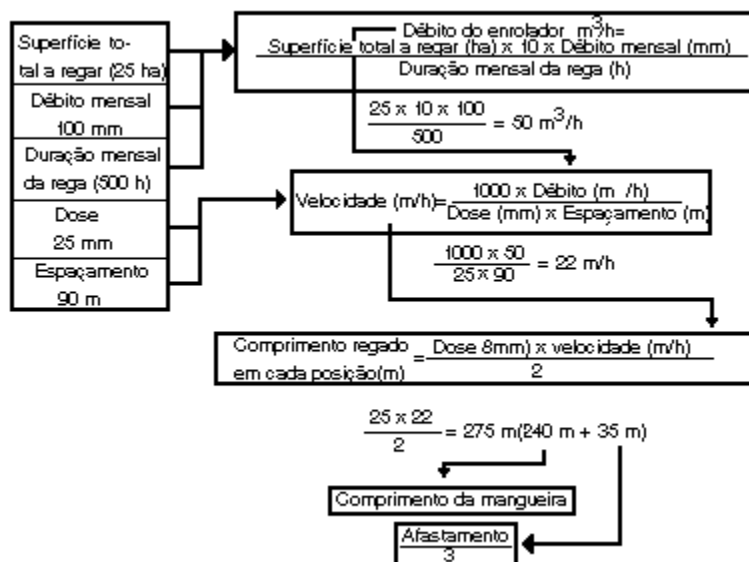 Superfície to-
tal a regar (25 ha)
Débito mensal
100 mm
Duração mensal
da rega (500 h)
Dose
25 mm
Espaçamento
90 m
Débito do enrolador m³/h=
Superfície total a regar (ha) x 10 x Débito mensal (mm)
Duração mensal da rega (h)
25 x 10 x 100
500
= 50 m³/h
Velocidade (m/h)=
1000 x Débito (m /h)
Dose (mm) x Espaçamento (m)
1000 x 50
25 x 90
= 22 m/h
Comprimento regado
em cada posição(m)
=
Dose 8mm) x velocidade (m/h)
2
25 x 22
2
= 275 m(240 m + 35 m)
Comprimento da mangueira
Afastamento
3